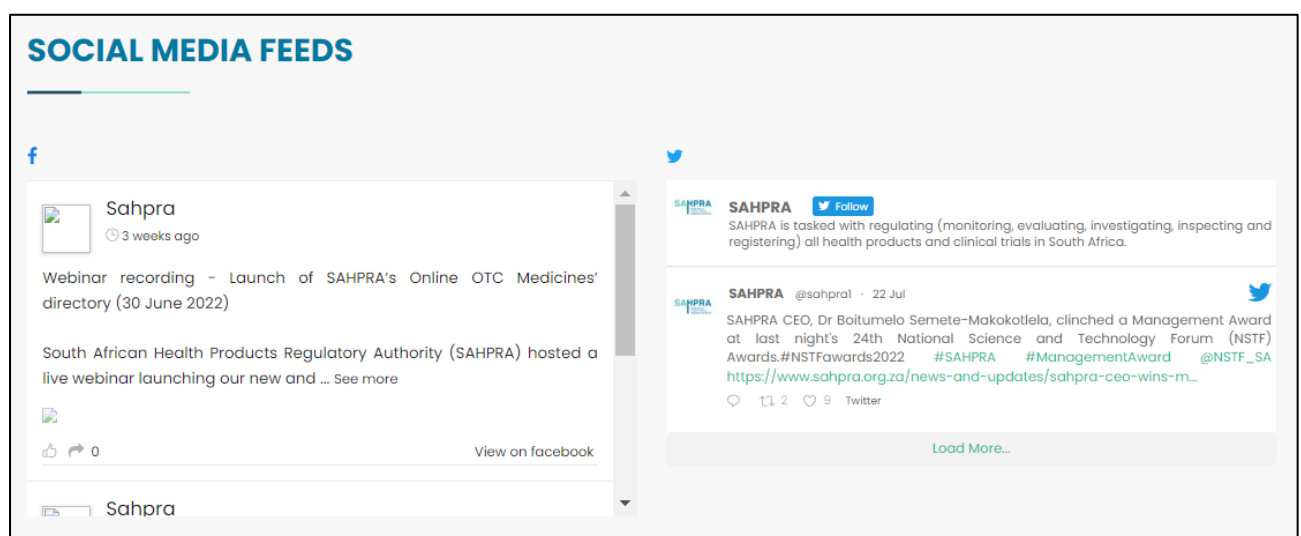 SOCIAL MEDIA FEEDS
Sahpra
3 weeks ago
Webinar recording - Launch of SAHPRA's Online OTC Medicines'
directory (30 June 2022)
South African Health Products Regulatory Authority (SAHPRA) hosted a
live webinar launching our new and ... See more
0
View on facebook
Sahpra
SAHPRA
SAHPRA Follow
SAHPRA is tasked with regulating (monitoring, evaluating, investigating, inspecting and
registering) all health products and clinical trials in South Africa.
SAHPRA
SAHPRA @sahpra1 · 22 Jul
SAHPRA CEO, Dr Boitumelo Semete-Makokotlela, clinched a Management Award
at last night's 24th National Science and Technology Forum (NSTF)
Awards.#NSTFawards2022 #SAHPRA #ManagementAward @NSTF_SA
https://www.sahpra.org.za/news-and-updates/sahpra-ceo-wins-m...
2 9 Twitter
Load More...